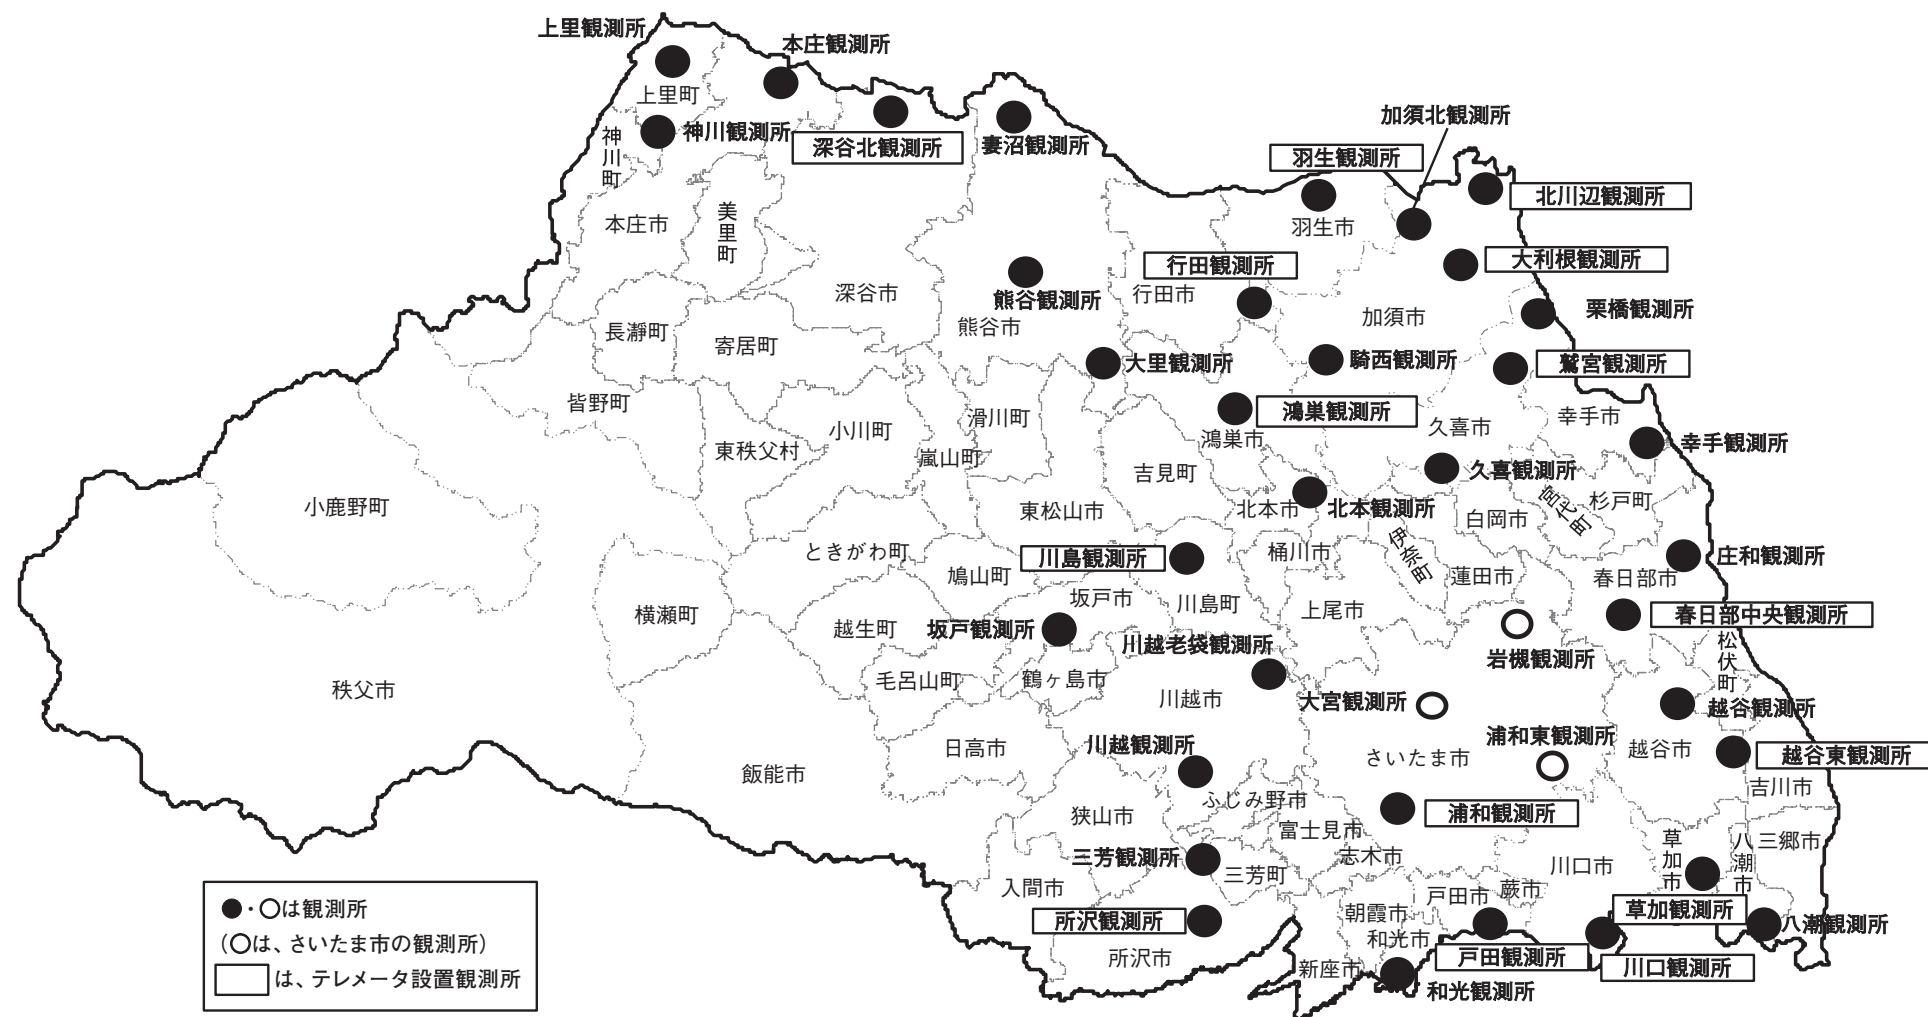 上里観測所
本庄観測所
上里町
神川観測所
神川町
深谷北観測所
妻沼観測所
加須北観測所
羽生観測所
北川辺観測所
羽生市
本庄市
美里町
行田観測所
大利根観測所
深谷市
熊谷観測所
行田市
栗橋観測所
加須市
熊谷市
長瀞町
寄居町
大里観測所
騎西観測所
鷲宮観測所
皆野町
滑川町
鴻巣観測所
幸手市
小川町
鴻巣市
久喜市
幸手観測所
東秩父村
嵐山町
吉見町
久喜観測所
小鹿野町
東松山市
北本市
北本観測所
白岡市
宮代町
杉戸町
ときがわ町
川島観測所
桶川市
伊奈町
庄和観測所
鳩山町
蓮田市
春日部市
坂戸市
川島町
上尾市
横瀬町
越生町
坂戸観測所
春日部中央観測所
川越老袋観測所
岩槻観測所
松伏町
秩父市
毛呂山町
鶴ヶ島市
川越市
大宮観測所
越谷観測所
日高市
川越観測所
浦和東観測所
越谷市
越谷東観測所
飯能市
さいたま市
吉川市
ふじみ野市
狭山市
浦和観測所
富士見市
三芳観測所
志木市
草加市
八潮市
三郷市
入間市
三芳町
川口市
戸田市
蕨市
所沢観測所
朝霞市
草加観測所
八潮観測所
和光市
所沢市
新座市
戸田観測所
川口観測所
和光観測所
●・○は観測所
(○は、さいたま市の観測所)
は、テレメータ設置観測所